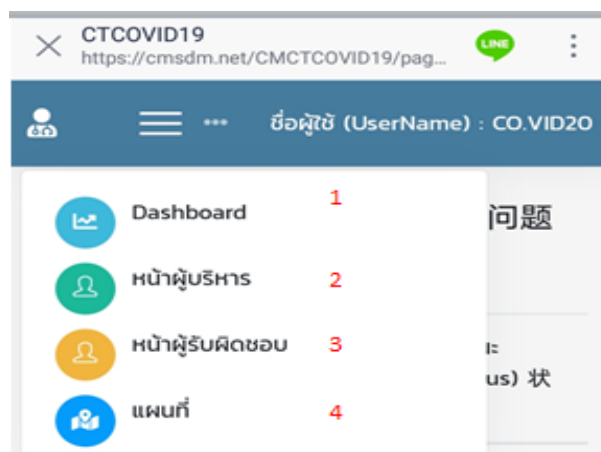 CTCOVID19
https://cmsdm.net/CMCTCOVID19/pag...
LINE
ชื่อผู้ใช้ (UserName) : CO.VID20
Dashboard 1
问题
หน้าผู้บริหาร 2
หน้าผู้รับผิดชอบ 3
us) 状
แผนที่ 4